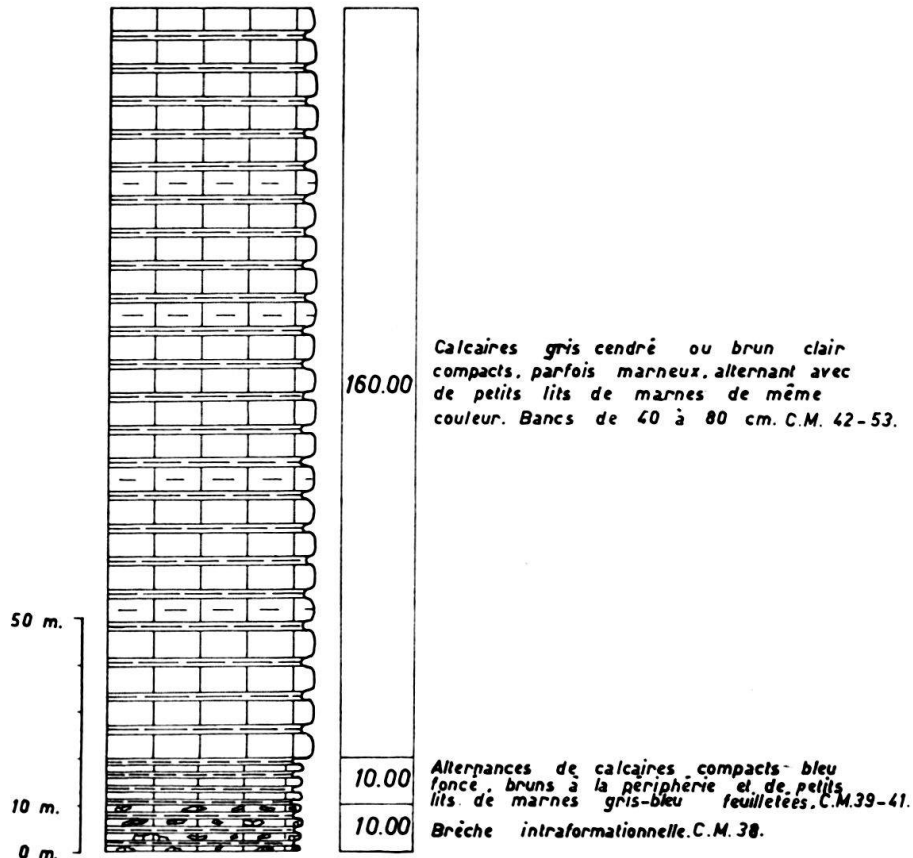 160.00
Calcaires gris cendré ou brun clair
compacts, parfois marneux, alternant avec
de petits lits de marnes de même
couleur. Bancs de 40 à 80 cm. C.M. 42-53.
50 m.
10.00
Alternances de calcaires compacts bleu
foncé, bruns à la périphérie et de petits
lits de marnes gris-bleu feuilletées. C.M.39-41.
10 m.
10.00
Brèche intraformationnelle. C.M. 38.
0 m.